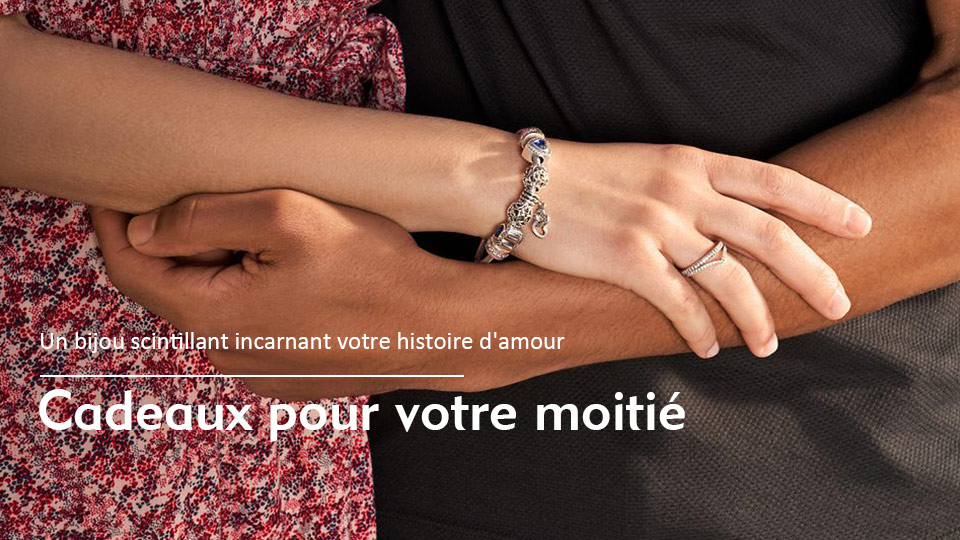 Un bijou scintillant incarnant votre histoire d'amour
Cadeaux pour votre moitié